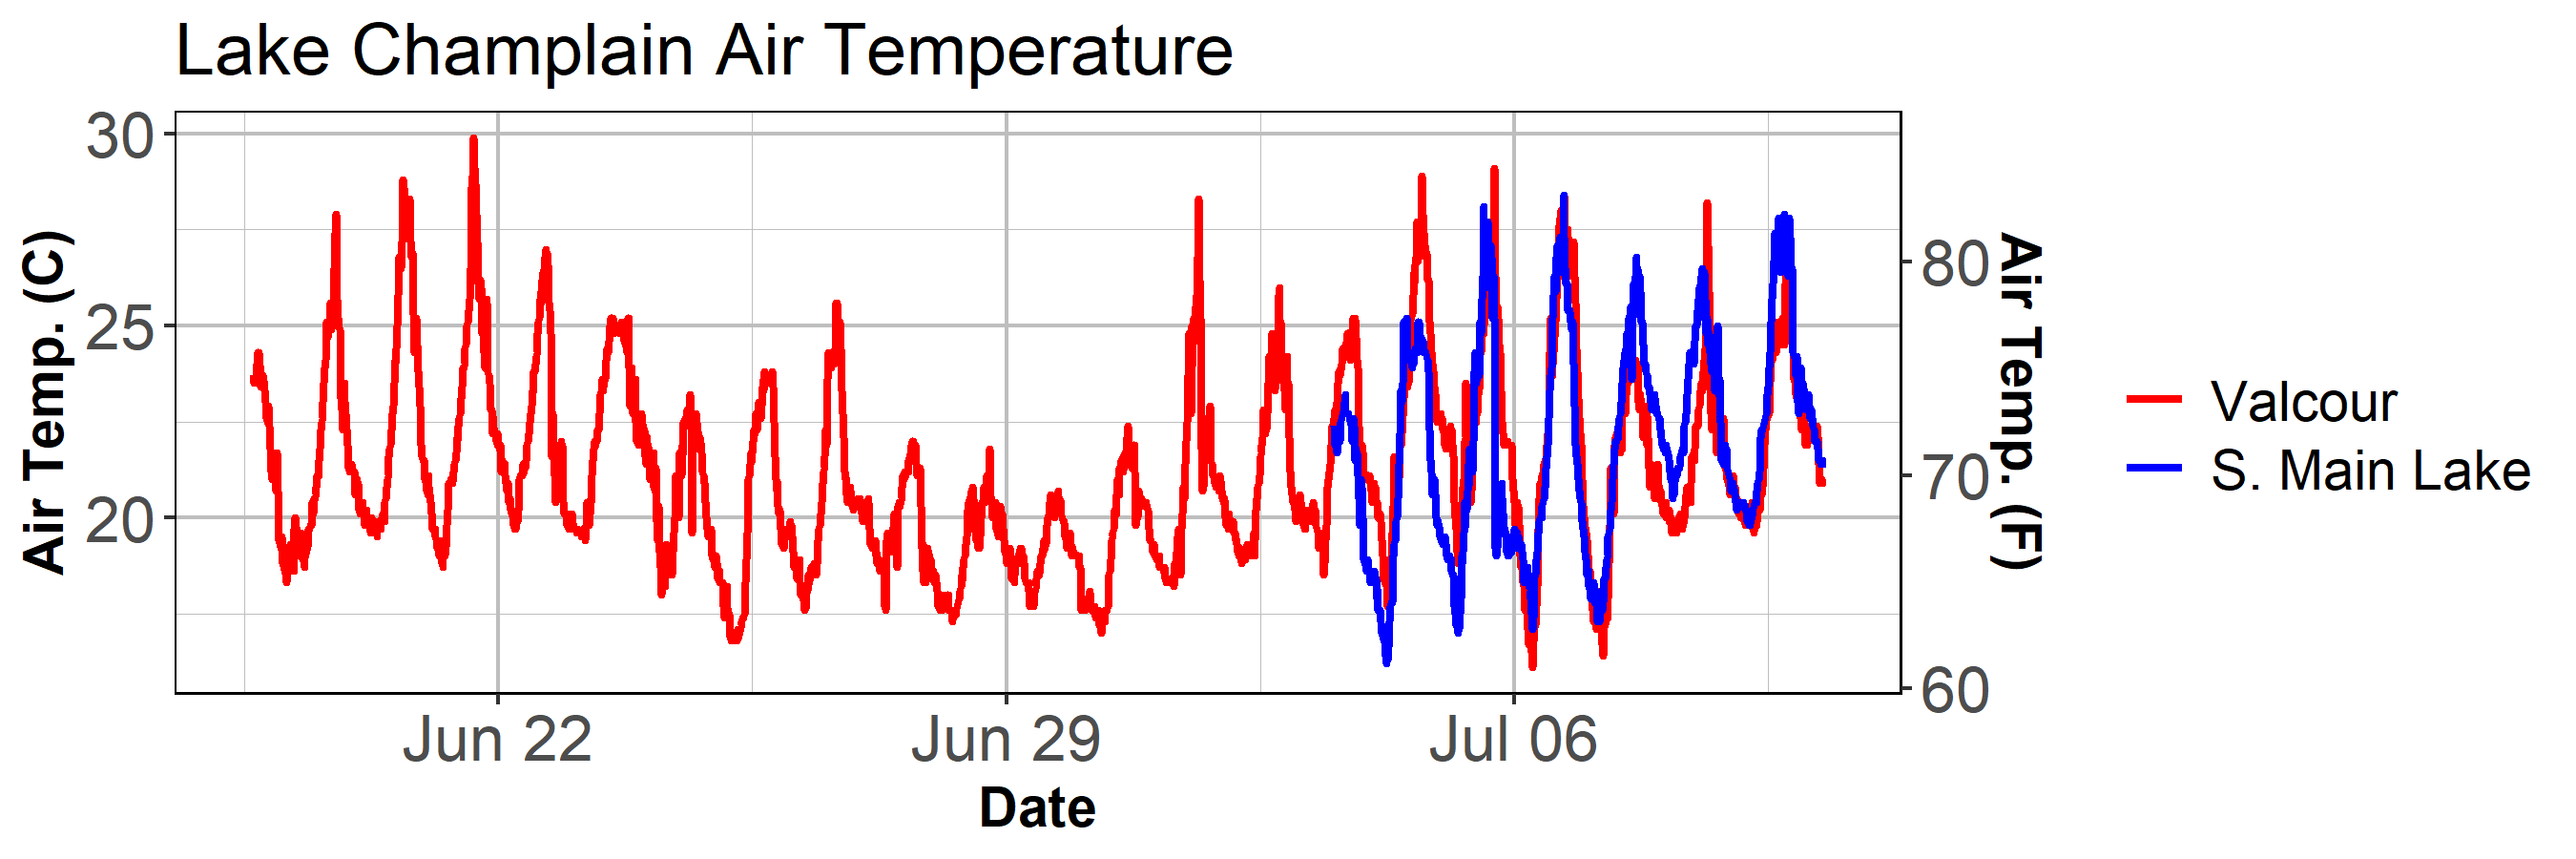 Lake Champlain Air Temperature
Air Temp. (C)
30
25
20
Air Temp. (F)
80
70
60
Jun 22
Jun 29
Jul 06
Date
Valcour
S. Main Lake